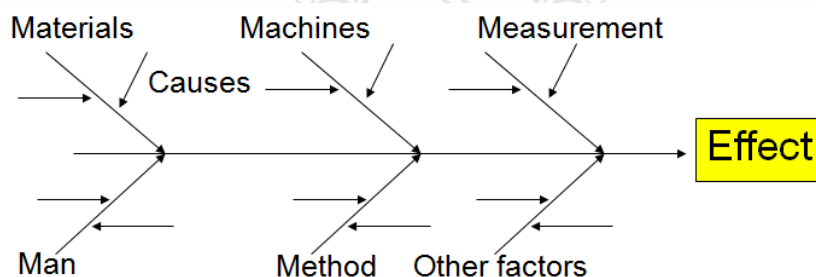 Materials
Machines
Measurement
Causes
Effect
Man
Method
Other factors